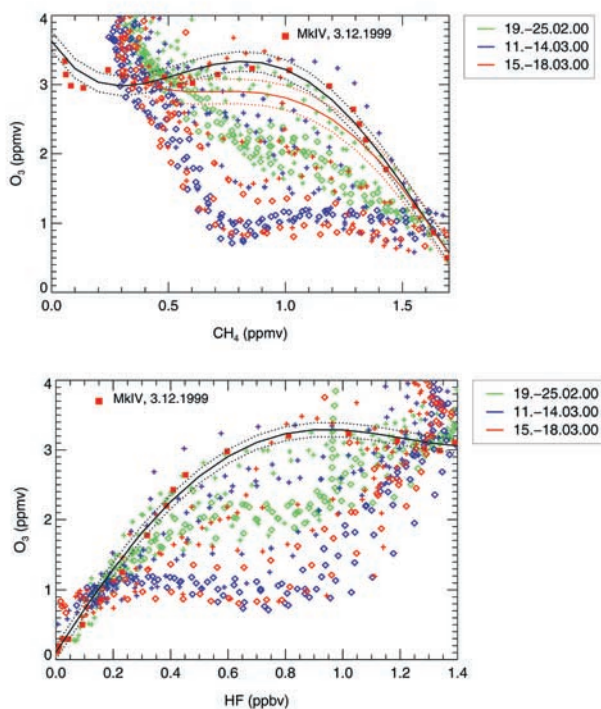 MkIV, 3.12.1999
19.–25.02.00
11.–14.03.00
15.–18.03.00
4
3
2
1
0
O₃ (ppmv)
0.0 0.5 1.0 1.5
CH₄ (ppmv)
MkIV, 3.12.1999
19.–25.02.00
11.–14.03.00
15.–18.03.00
4
3
2
1
0
O₃ (ppmv)
0.0 0.2 0.4 0.6 0.8 1.0 1.2 1.4
HF (ppbv)